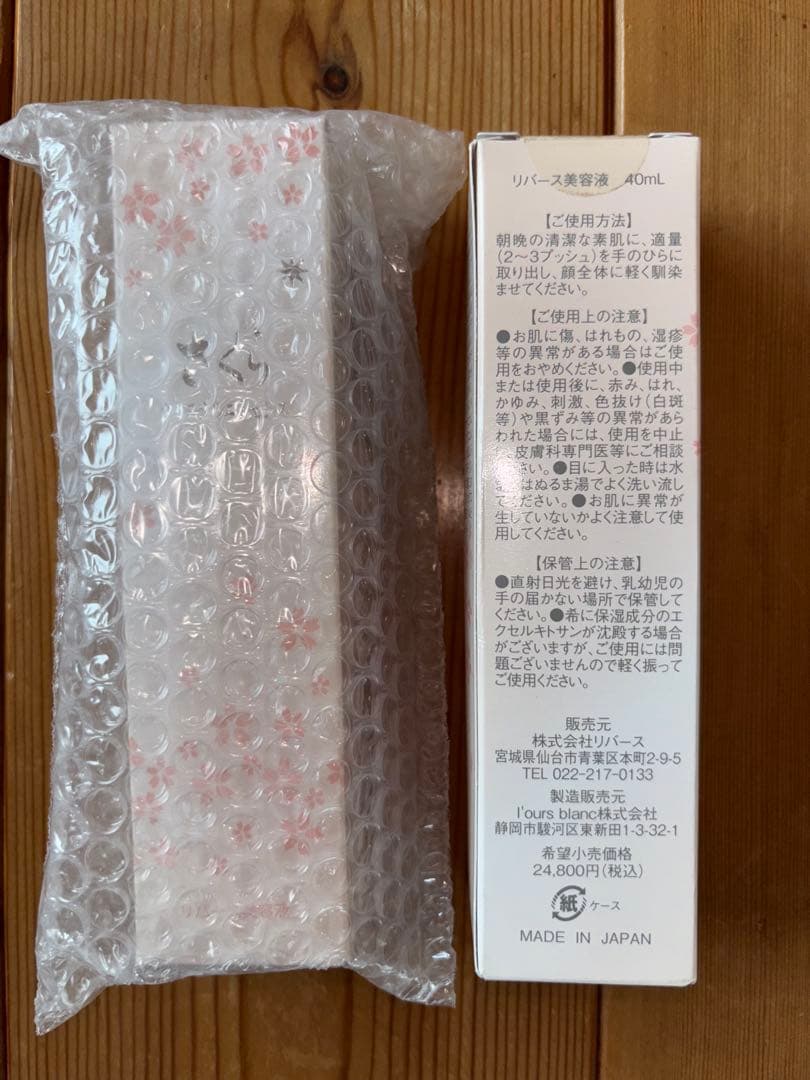 さくら
リバース美容液
リバース美容液 40mL
【ご使用方法】
朝晩の清潔な素肌に、適量
(2〜3プッシュ)を手のひらに
取り出し、顔全体に軽く馴染
ませてください。
【ご使用上の注意】
●お肌に傷、はれもの、湿疹
等の異常がある場合はご使
用をおやめください。●使用中
または使用後に、赤み、はれ、
かゆみ、刺激、色抜け(白斑
等)や黒ずみ等の異常があら
われた場合には、使用を中止
、皮膚科専門医等にご相談
さい。●目に入った時は水
はぬるま湯でよく洗い流し
てください。●お肌に異常が
生していないかよく注意して使
用してください。
【保管上の注意】
●直射日光を避け、乳幼児の
手の届かない場所で保管して
ください。●希に保湿成分のエ
クセルキトサンが沈殿する場合
がございますが、ご使用には問
題ございませんので軽く振って
ご使用ください。
販売元
株式会社リバース
宮城県仙台市青葉区本町2-9-5
TEL 022-217-0133
製造販売元
l'ours blanc株式会社
静岡市駿河区東新田1-3-32-1
希望小売価格
24,800円(税込)
紙 ケース
MADE IN JAPAN